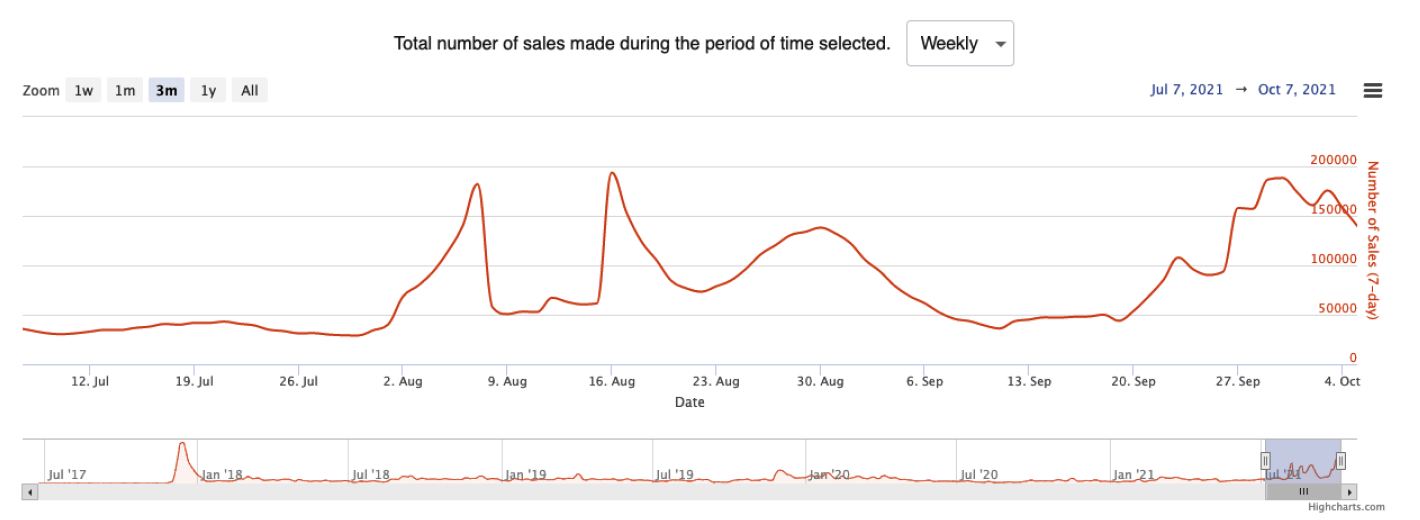 Total number of sales made during the period of time selected. Weekly
Zoom 1w 1m 3m 1y All Jul 7, 2021 → Oct 7, 2021
200000
150000
100000
50000
0
Number of Sales (7-day)
12. Jul 19. Jul 26. Jul 2. Aug 9. Aug 16. Aug 23. Aug 30. Aug 6. Sep 13. Sep 20. Sep 27. Sep 4. Oct
Date
Jul '17 Jan '18 Jul '18 Jan '19 Jul '19 Jan '20 Jul '20 Jan '21 Jul '21
Highcharts.com